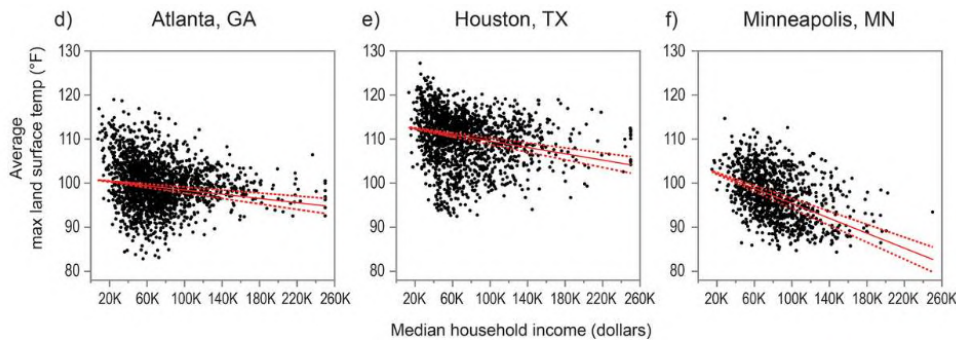 d) Atlanta, GA
e) Houston, TX
f) Minneapolis, MN
Average
max land surface temp (°F)
130
120
110
100
90
80
20K 60K 100K 140K 180K 220K 260K
130
120
110
100
90
80
20K 60K 100K 140K 180K 220K 260K
130
120
110
100
90
80
20K 60K 100K 140K 180K 220K 260K
Median household income (dollars)